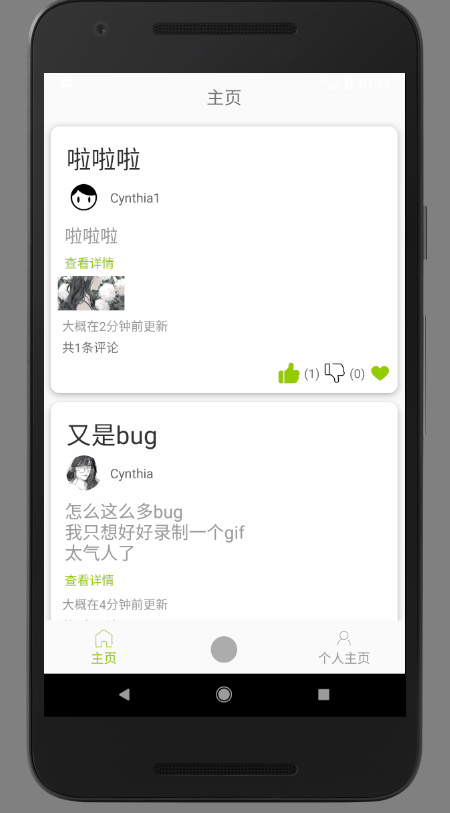 主页
啦啦啦
Cynthia1
啦啦啦
查看详情
大概在2分钟前更新
共1条评论
(1) (0)
又是bug
Cynthia
怎么这么多bug
我只想好好录制一个gif
太气人了
查看详情
大概在4分钟前更新
主页 个人主页